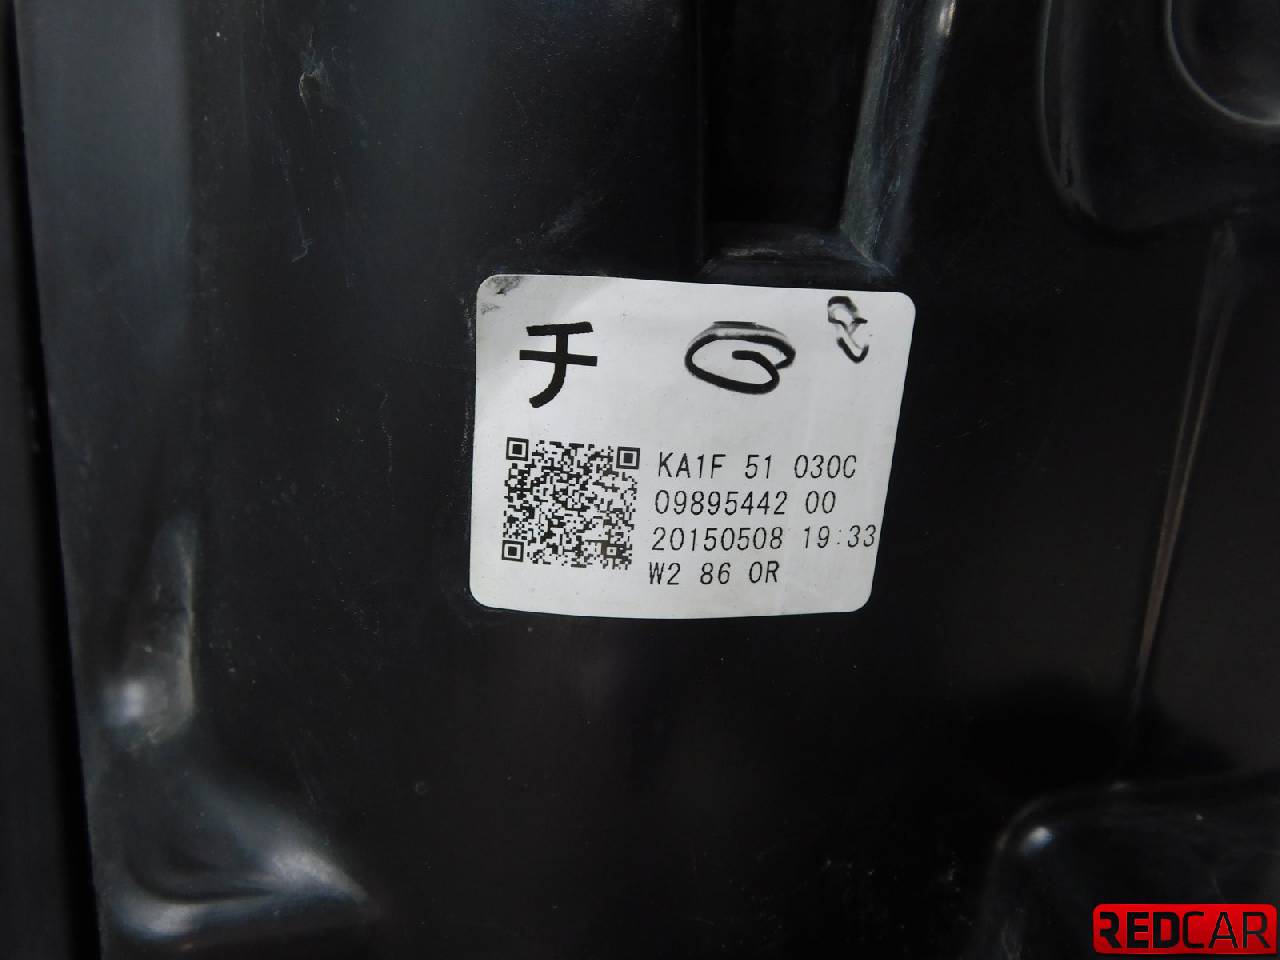 チ
KA1F 51 030C
09895442 00
20150508 19:33
W2 86 0R
REDCAR